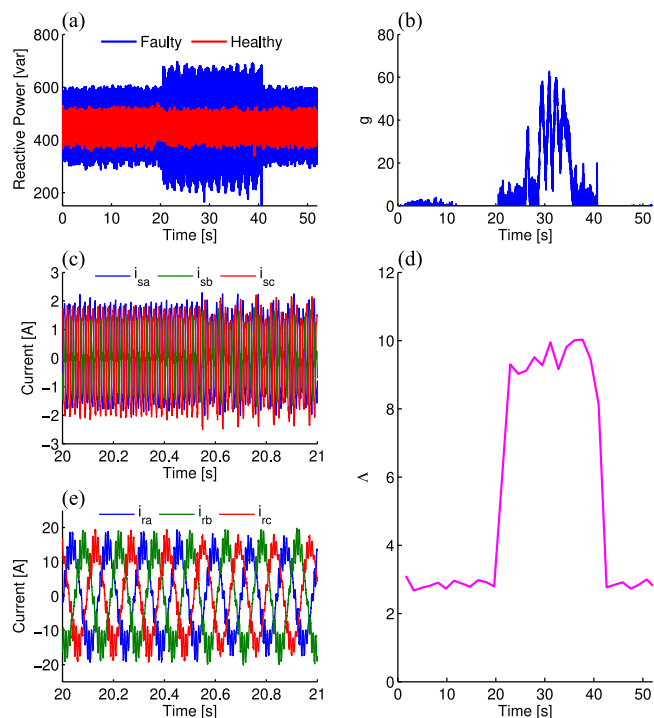 (a)
Faulty
Healthy
Reactive Power [var]
800
600
400
200
0
10
20
30
40
50
Time [s]
(b)
g
80
60
40
20
0
0
10
20
30
40
50
Time [s]
(c)
i_sa
i_sb
i_sc
Current [A]
3
2
1
0
−1
−2
−3
20
20.2
20.4
20.6
20.8
21
Time [s]
(d)
Λ
12
10
8
6
4
2
0
0
10
20
30
40
50
Time [s]
(e)
i_ra
i_rb
i_rc
Current [A]
20
10
0
−10
−20
20
20.2
20.4
20.6
20.8
21
Time [s]